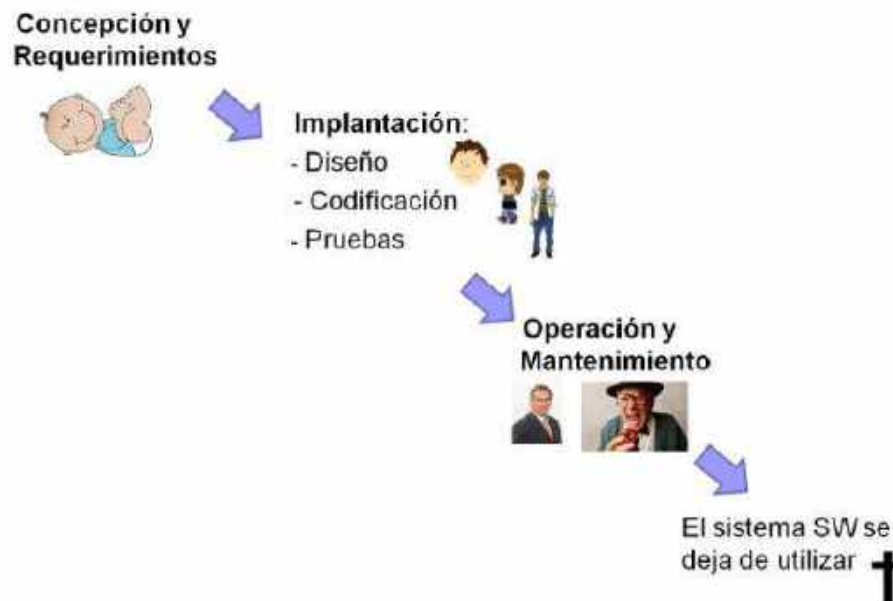 Concepción y
Requerimientos
Implantación:
- Diseño
- Codificación
- Pruebas
Operación y
Mantenimiento
El sistema SW se
deja de utilizar